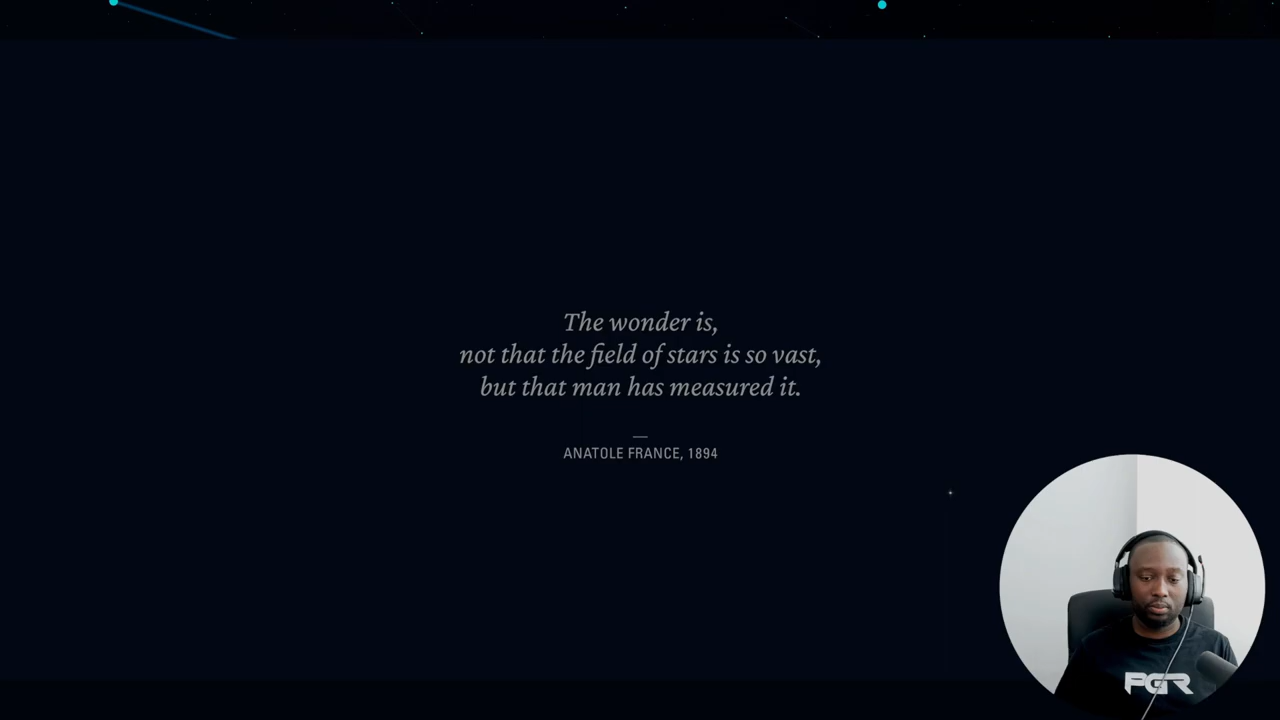 The wonder is,
not that the field of stars is so vast,
but that man has measured it.
—
ANATOLE FRANCE, 1894
PGR